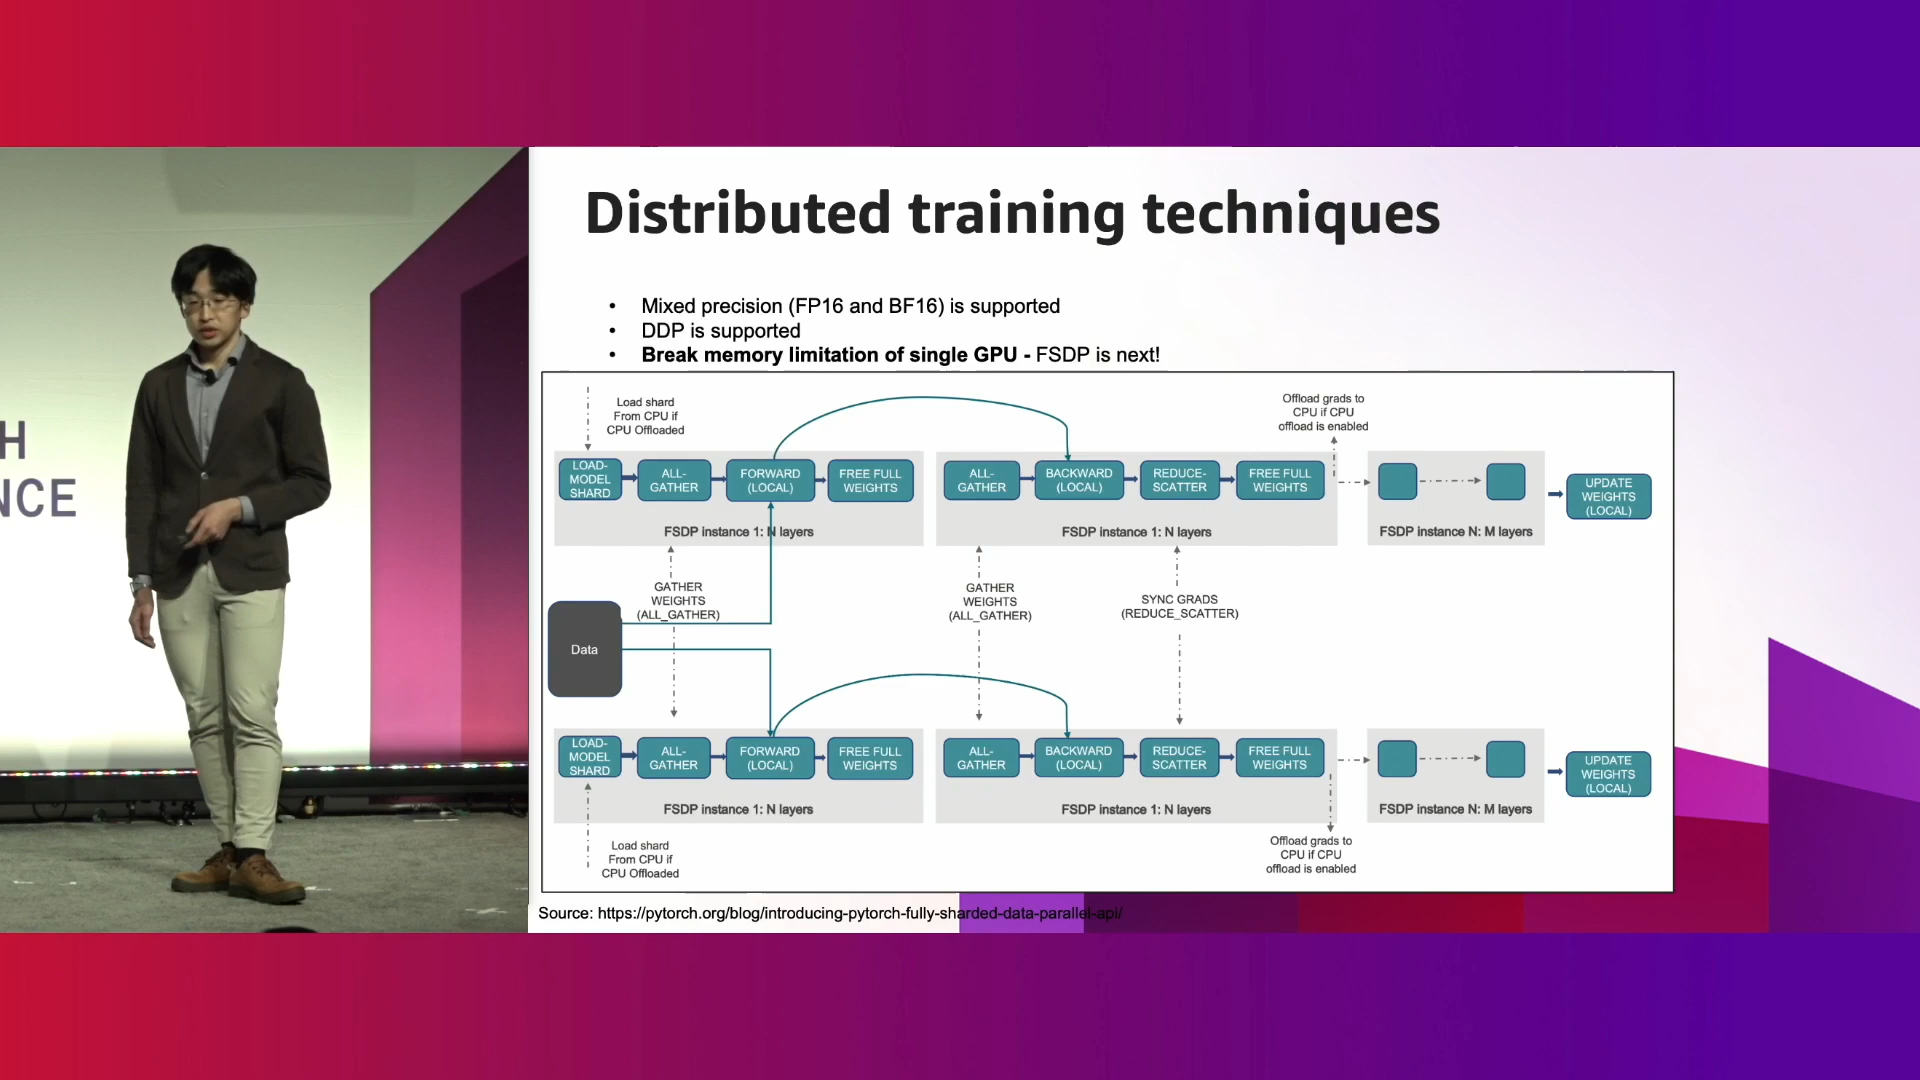 H
NCE
Distributed training techniques
• Mixed precision (FP16 and BF16) is supported
• DDP is supported
• Break memory limitation of single GPU - FSDP is next!
Load shard
From CPU if
CPU Offloaded
Offload grads to
CPU if CPU
offload is enabled
LOAD-
MODEL
SHARD
ALL-
GATHER
FORWARD
(LOCAL)
FREE FULL
WEIGHTS
FSDP instance 1: N layers
ALL-
GATHER
BACKWARD
(LOCAL)
REDUCE-
SCATTER
FREE FULL
WEIGHTS
FSDP instance 1: N layers
FSDP instance N: M layers
UPDATE
WEIGHTS
(LOCAL)
GATHER
WEIGHTS
(ALL_GATHER)
GATHER
WEIGHTS
(ALL_GATHER)
SYNC GRADS
(REDUCE_SCATTER)
Data
LOAD-
MODEL
SHARD
ALL-
GATHER
FORWARD
(LOCAL)
FREE FULL
WEIGHTS
FSDP instance 1: N layers
ALL-
GATHER
BACKWARD
(LOCAL)
REDUCE-
SCATTER
FREE FULL
WEIGHTS
FSDP instance 1: N layers
FSDP instance N: M layers
UPDATE
WEIGHTS
(LOCAL)
Load shard
From CPU if
CPU Offloaded
Offload grads to
CPU if CPU
offload is enabled
Source: https://pytorch.org/blog/introducing-pytorch-fully-sharded-data-parallel-api/